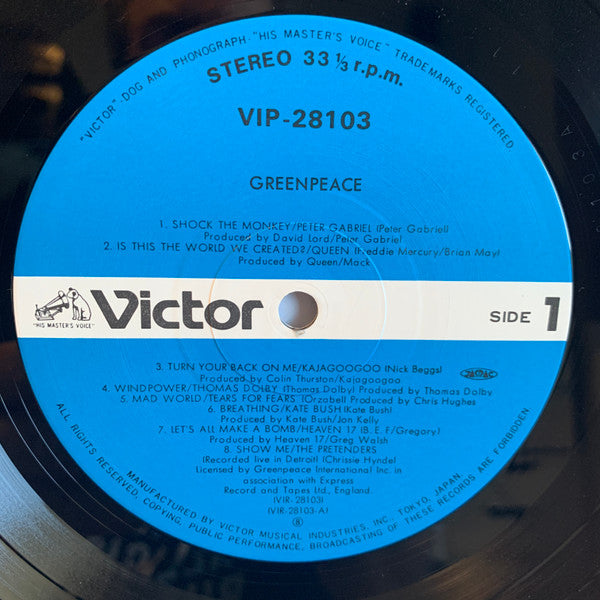 "VICTOR"-DOG AND PHONOGRAPH-"HIS MASTER'S VOICE" TRADEMARKS REGISTERED
STEREO 33 ⅓ r.p.m.
VIP-28103
GREENPEACE
1. SHOCK THE MONKEY/PETER GABRIEL (Peter Gabriel)
Produced by David Lord/Peter Gabriel
2. IS THIS THE WORLD WE CREATED?/QUEEN (Freddie Mercury/Brian May)
Produced by Queen/Mack
"HIS MASTER'S VOICE"
Victor
SIDE 1
3. TURN YOUR BACK ON ME/KAJAGOOGOO (Nick Beggs)
Produced by Colin Thurston/Kajagoogoo
JASRAC
4. WINDPOWER/THOMAS DOLBY (Thomas Dolby) Produced by Thomas Dolby
5. MAD WORLD/TEARS FOR FEARS (Orzabell Produced by Chris Hughes
6. BREATHING/KATE BUSH (Kate Bush)
Produced by Kate Bush/Jon Kelly
7. LET'S ALL MAKE A BOMB/HEAVEN 17 (B. E. F/Gregory)
Produced by Heaven 17/Greg Walsh
8. SHOW ME/THE PRETENDERS
(Recorded live in Detroit) (Chrissie Hynde)
Licensed by Greenpeace International Inc. in
association with Express
Record and Tapes Ltd., England.
(VIR-28103)
(VIR-28103-A)
Ⓡ
ALL RIGHTS RESERVED, COPYING, PUBLIC PERFORMANCE, BROADCASTING OF THESE RECORDS ARE FORBIDDEN
MANUFACTURED BY VICTOR MUSICAL INDUSTRIES, INC., TOKYO, JAPAN